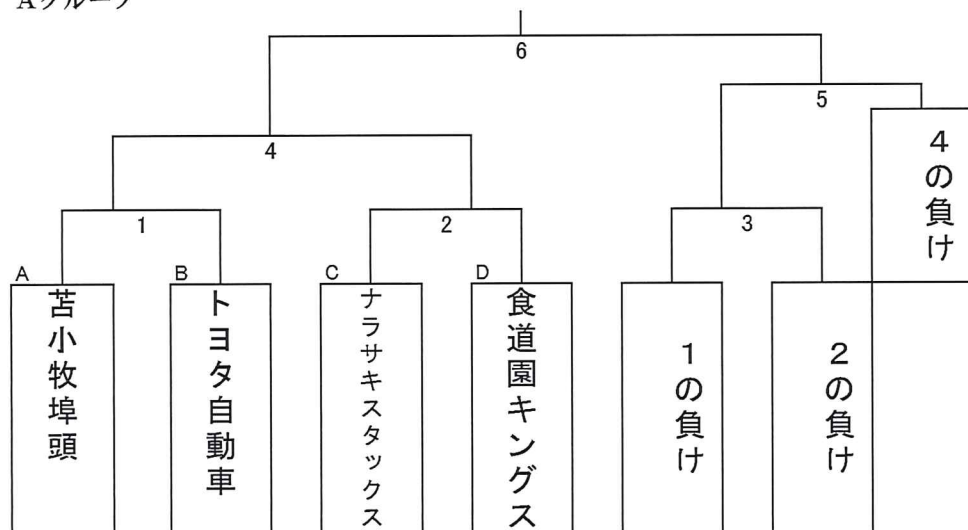 Aグループ
6
5
4
4の負け
1
2
3
A
B
C
D
苫小牧埠頭
トヨタ自動車
ナラサキスタックス
食道園キングス
1の負け
2の負け